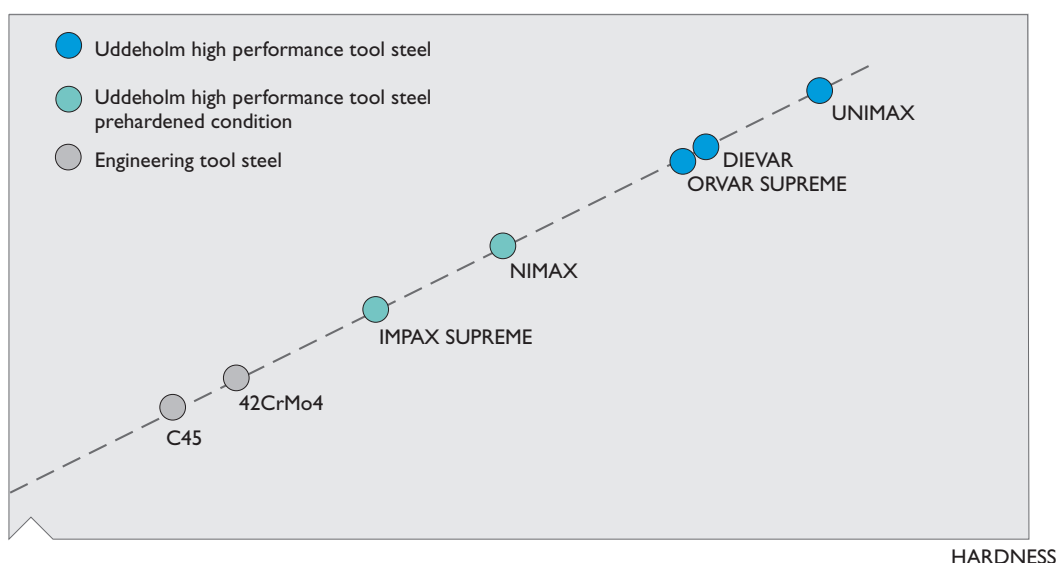 Uddeholm high performance tool steel
Uddeholm high performance tool steel
prehardened condition
Engineering tool steel
UNIMAX
DIEVAR
ORVAR SUPREME
NIMAX
IMPAX SUPREME
42CrMo4
C45
HARDNESS